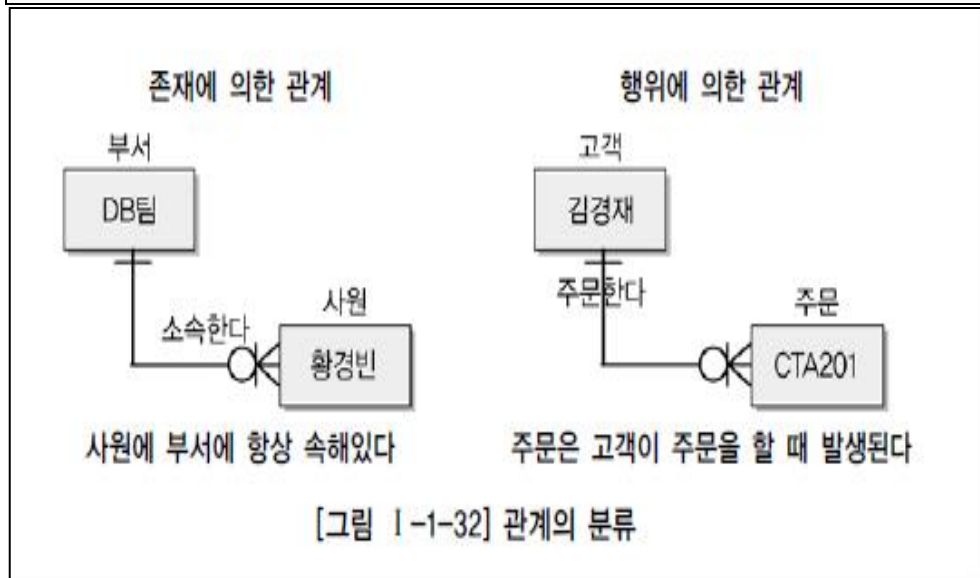 존재에 의한 관계
행위에 의한 관계
부서
DB팀
소속한다
사원
황경빈
사원에 부서에 항상 속해있다
고객
김경재
주문한다
주문
CTA201
주문은 고객이 주문을 할 때 발생된다
[그림 Ⅰ-1-32] 관계의 분류